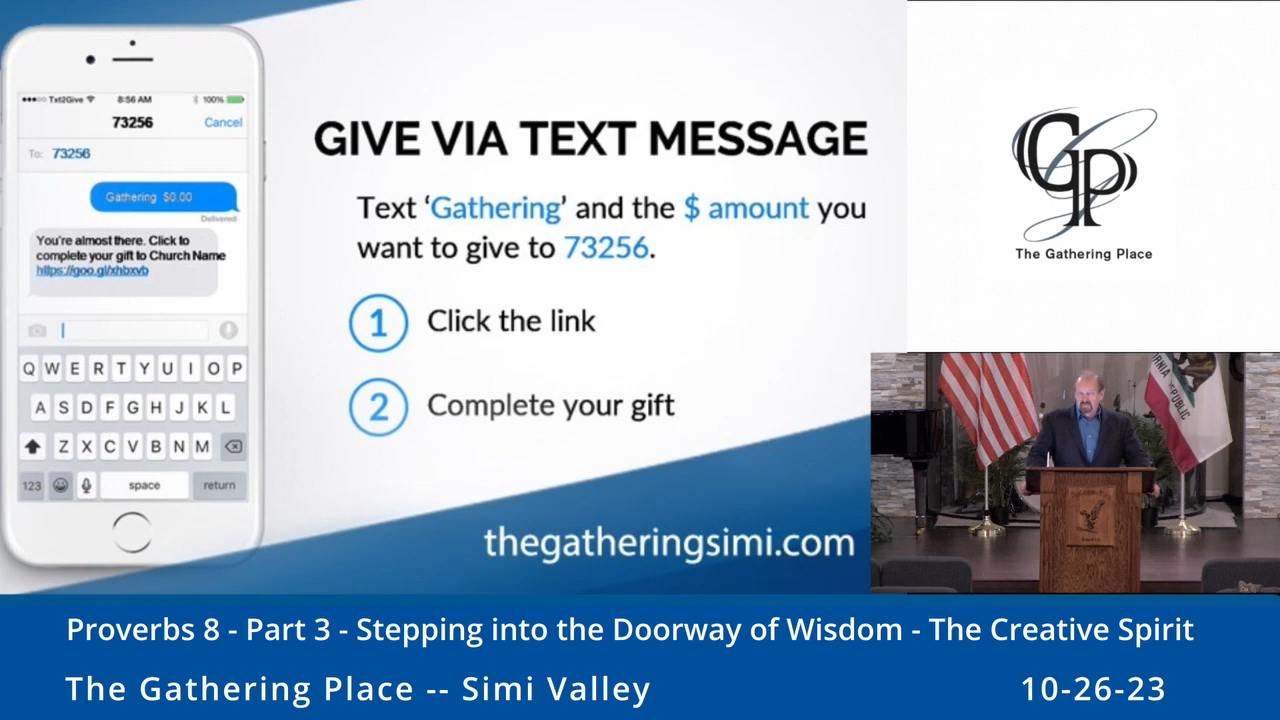 ●●●○○ Txt2Give 8:56 AM 100%
73256 Cancel
To: 73256
Gathering $0.00
Delivered
You're almost there. Click to
complete your gift to Church Name
https://goo.gl/xhbxvb
Q W E R T Y U I O P
A S D F G H J K L
Z X C V B N M
123 space return
GIVE VIA TEXT MESSAGE
Text ‘Gathering’ and the $ amount you
want to give to 73256.
1 Click the link
2 Complete your gift
thegatheringsimi.com
GP
The Gathering Place
PUBLIC
Proverbs 8 - Part 3 - Stepping into the Doorway of Wisdom - The Creative Spirit
The Gathering Place -- Simi Valley 10-26-23